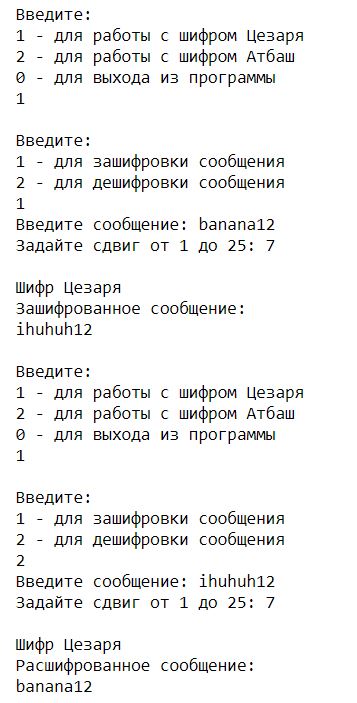 Введите:
1 - для работы с шифром Цезаря
2 - для работы с шифром Атбаш
0 - для выхода из программы
1
Введите:
1 - для зашифровки сообщения
2 - для дешифровки сообщения
1
Введите сообщение: banana12
Задайте сдвиг от 1 до 25: 7
Шифр Цезаря
Зашифрованное сообщение:
ihuhuh12
Введите:
1 - для работы с шифром Цезаря
2 - для работы с шифром Атбаш
0 - для выхода из программы
1
Введите:
1 - для зашифровки сообщения
2 - для дешифровки сообщения
2
Введите сообщение: ihuhuh12
Задайте сдвиг от 1 до 25: 7
Шифр Цезаря
Расшифрованное сообщение:
banana12